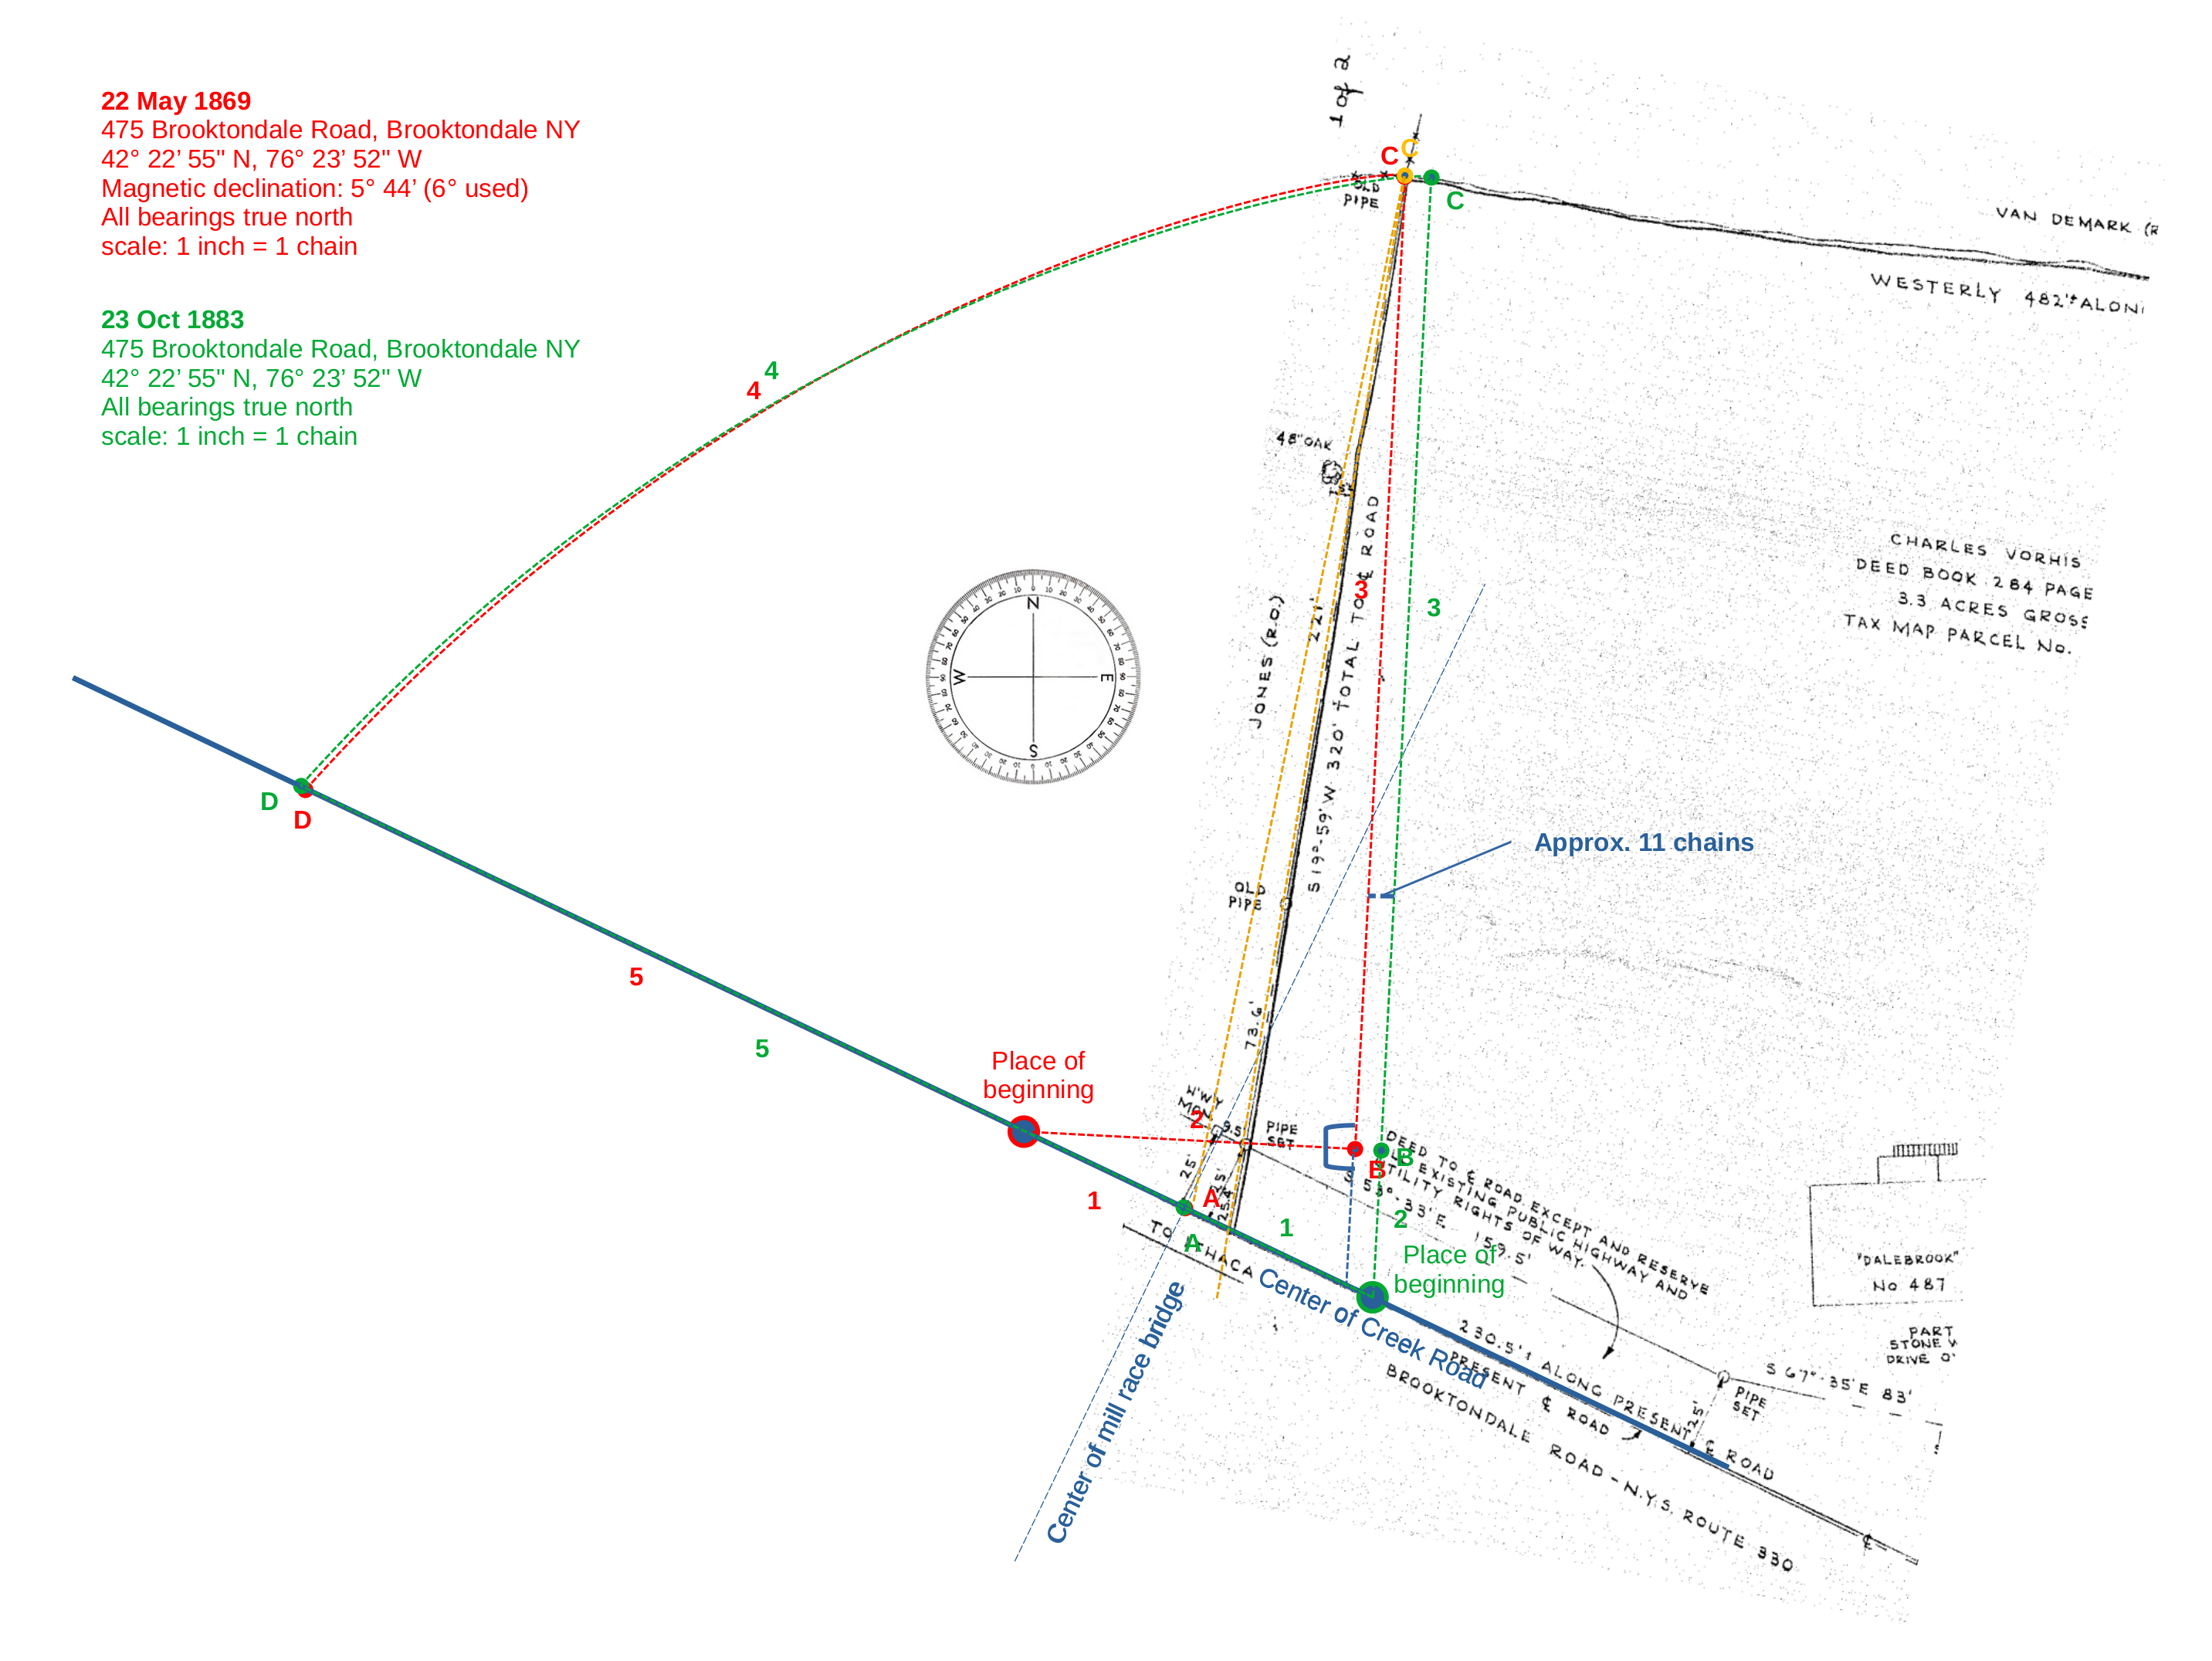 22 May 1869
475 Brooktondale Road, Brooktondale NY
42° 22’ 55" N, 76° 23’ 52" W
Magnetic declination: 5° 44’ (6° used)
All bearings true north
scale: 1 inch = 1 chain
23 Oct 1883
475 Brooktondale Road, Brooktondale NY
42° 22’ 55" N, 76° 23’ 52" W
All bearings true north
scale: 1 inch = 1 chain
1 of 2
C
C
C
OLD
PIPE
VAN DEMARK (R
WESTERLY 482'± ALON
4
4
48" OAK
CHARLES VORHIS
DEED BOOK 284 PAGE
3.3 ACRES GROSS
TAX MAP PARCEL No.
N
W
E
S
JONES (R.O.)
221'
S19°-59'W 320' TOTAL TO ℄ ROAD
3
3
Approx. 11 chains
D
D
OLD
PIPE
5
5
73.6'
Place of
beginning
H'W'Y
MON.
2
9.5'
PIPE
SET
25'
25'
25.4'
1
A
A
1
B
B
2
DEED TO ℄ ROAD EXCEPT AND RESERVE
EXISTING PUBLIC HIGHWAY AND
UTILITY RIGHTS OF WAY.
S 53°-33'E 159.5'
Place of
beginning
TO ITHACA
Center of Creek Road
Center of mill race bridge
"DALEBROOK"
No 487
PART
STONE W
DRIVE O'
230.5'± ALONG PRESENT ℄ ROAD
PRESENT ℄ ROAD
BROOKTONDALE ROAD - N.Y.S. ROUTE 330
S 67°-35'E 83'
PIPE
SET
25'
℄